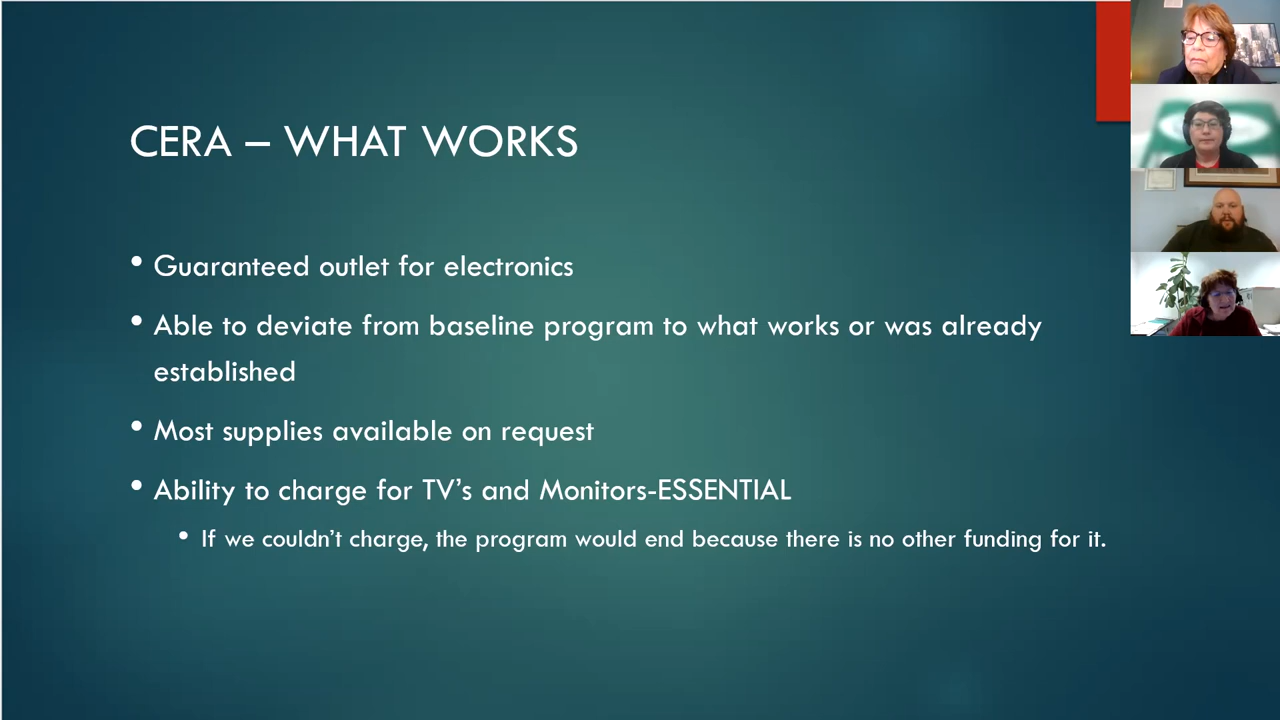 CERA – WHAT WORKS
• Guaranteed outlet for electronics
• Able to deviate from baseline program to what works or was already
established
• Most supplies available on request
• Ability to charge for TV’s and Monitors-ESSENTIAL
• If we couldn’t charge, the program would end because there is no other funding for it.